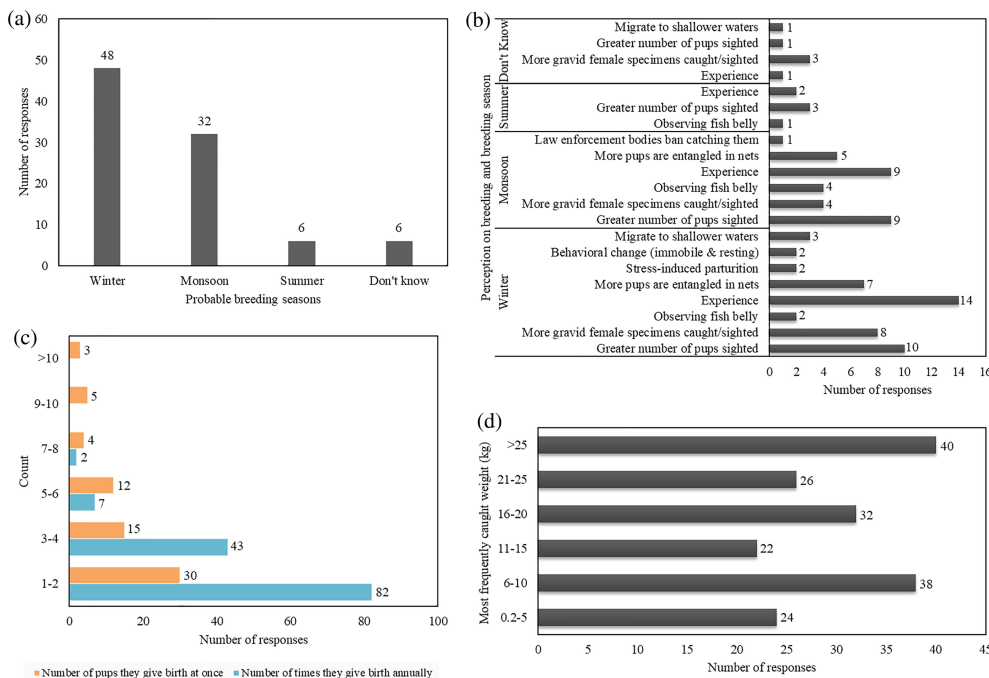 (a)
60
50
40
30
20
10
0
Number of responses
48
32
6
6
Winter Monsoon Summer Don't know
Probable breeding seasons
(b)
Perception on breeding and breeding season
Don't Know
Migrate to shallower waters 1
Greater number of pups sighted 1
More gravid female specimens caught/sighted 3
Experience 1
Summer
Experience 2
Greater number of pups sighted 3
Observing fish belly 1
Monsoon
Law enforcement bodies ban catching them 1
More pups are entangled in nets 5
Experience 9
Observing fish belly 4
More gravid female specimens caught/sighted 4
Greater number of pups sighted 9
Winter
Migrate to shallower waters 3
Behavioral change (immobile & resting) 2
Stress-induced parturition 2
More pups are entangled in nets 7
Experience 14
Observing fish belly 2
More gravid female specimens caught/sighted 8
Greater number of pups sighted 10
0 2 4 6 8 10 12 14 16
Number of responses
(c)
Count
>10 3
9-10 5
7-8 4
2
5-6 12
7
3-4 15
43
1-2 30
82
0 20 40 60 80 100
Number of responses
Number of pups they give birth at once Number of times they give birth annually
(d)
Most frequently caught weight (kg)
>25 40
21-25 26
16-20 32
11-15 22
6-10 38
0.2-5 24
0 5 10 15 20 25 30 35 40 45
Number of responses